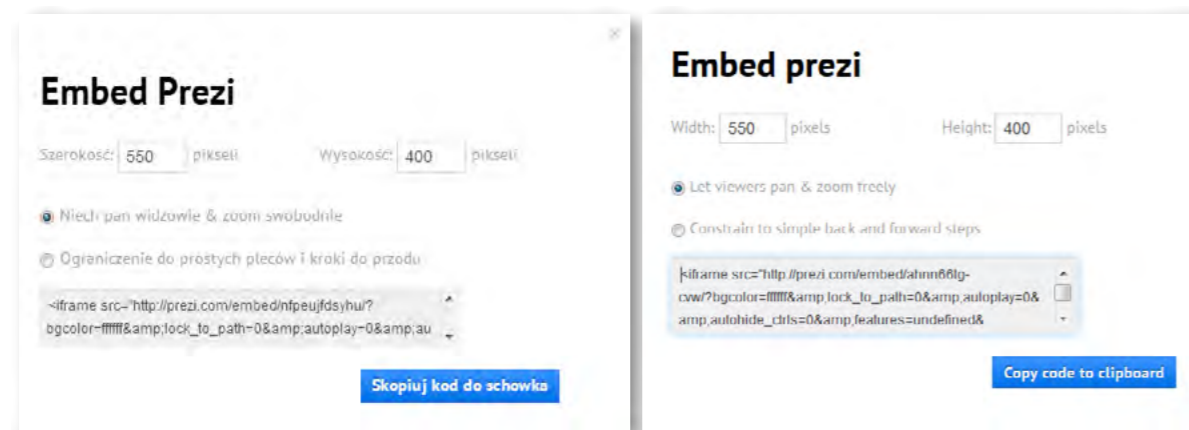 Embed Prezi
Szerokość: 550 pikseli Wysokość: 400 pikseli
Niech pan widzowie & zoom swobodnie
Ograniczenie do prostych pleców i kroki do przodu
<iframe src="http://prezi.com/embed/nfpeujfdsyhu/?
bgcolor=ffffff&amp;lock_to_path=0&amp;autoplay=0&amp;au
Skopiuj kod do schowka
Embed prezi
Width: 550 pixels Height: 400 pixels
Let viewers pan & zoom freely
Constrain to simple back and forward steps
<iframe src="http://prezi.com/embed/ahnn66tg-
cvw/?bgcolor=ffffff&amp;lock_to_path=0&amp;autoplay=0&
amp;autohide_ctrls=0&amp;features=undefined&
Copy code to clipboard